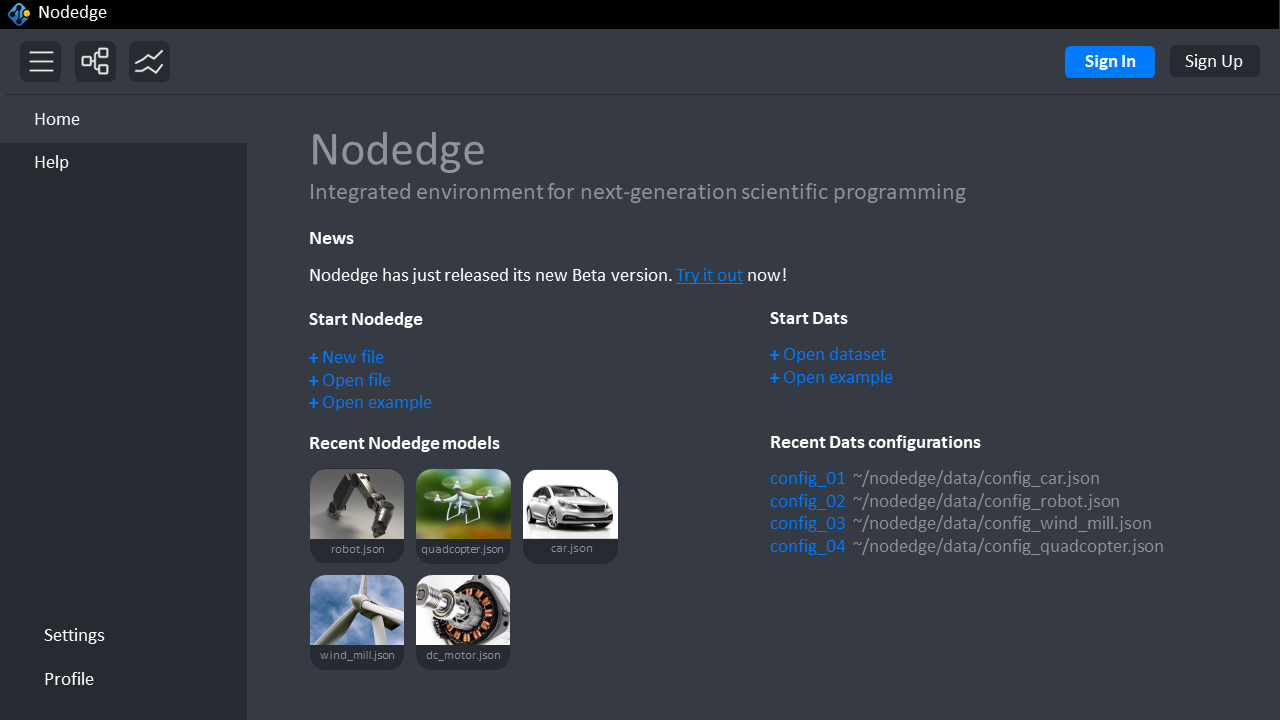 Nodedge
Sign In
Sign Up
Home
Help
Nodedge
Integrated environment for next-generation scientific programming
News
Nodedge has just released its new Beta version. Try it out now!
Start Nodedge
+ New file
+ Open file
+ Open example
Start Dats
+ Open dataset
+ Open example
Recent Nodedge models
robot.json
quadcopter.json
car.json
wind_mill.json
dc_motor.json
Recent Dats configurations
config_01 ~/nodedge/data/config_car.json
config_02 ~/nodedge/data/config_robot.json
config_03 ~/nodedge/data/config_wind_mill.json
config_04 ~/nodedge/data/config_quadcopter.json
Settings
Profile